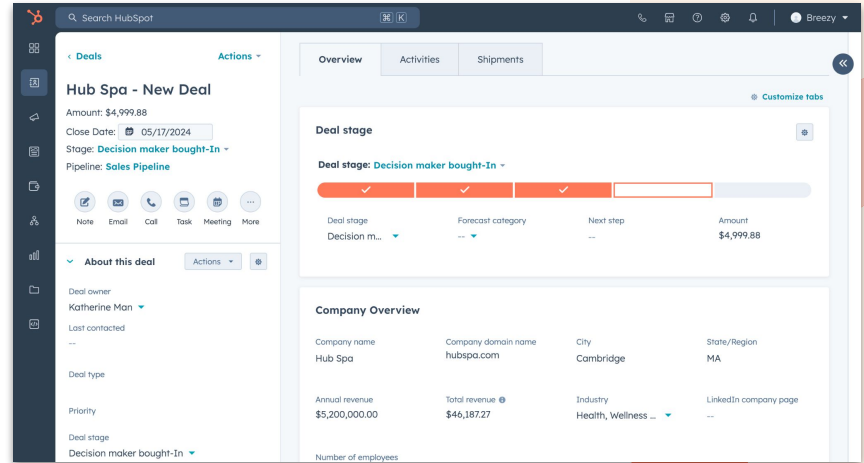 Search HubSpot
⌘ K
Breezy
Deals
Actions
Hub Spa - New Deal
Amount: $4,999.88
Close Date: 05/17/2024
Stage: Decision maker bought-In
Pipeline: Sales Pipeline
Note Email Call Task Meeting More
About this deal
Actions
Deal owner
Katherine Man
Last contacted
--
Deal type
Priority
Deal stage
Decision maker bought-In
Overview Activities Shipments
Customize tabs
Deal stage
Deal stage: Decision maker bought-In
Deal stage Forecast category Next step Amount
Decision m... -- -- $4,999.88
Company Overview
Company name Company domain name City State/Region
Hub Spa hubspa.com Cambridge MA
Annual revenue Total revenue Industry LinkedIn company page
$5,200,000.00 $46,187.27 Health, Wellness ... --
Number of employees